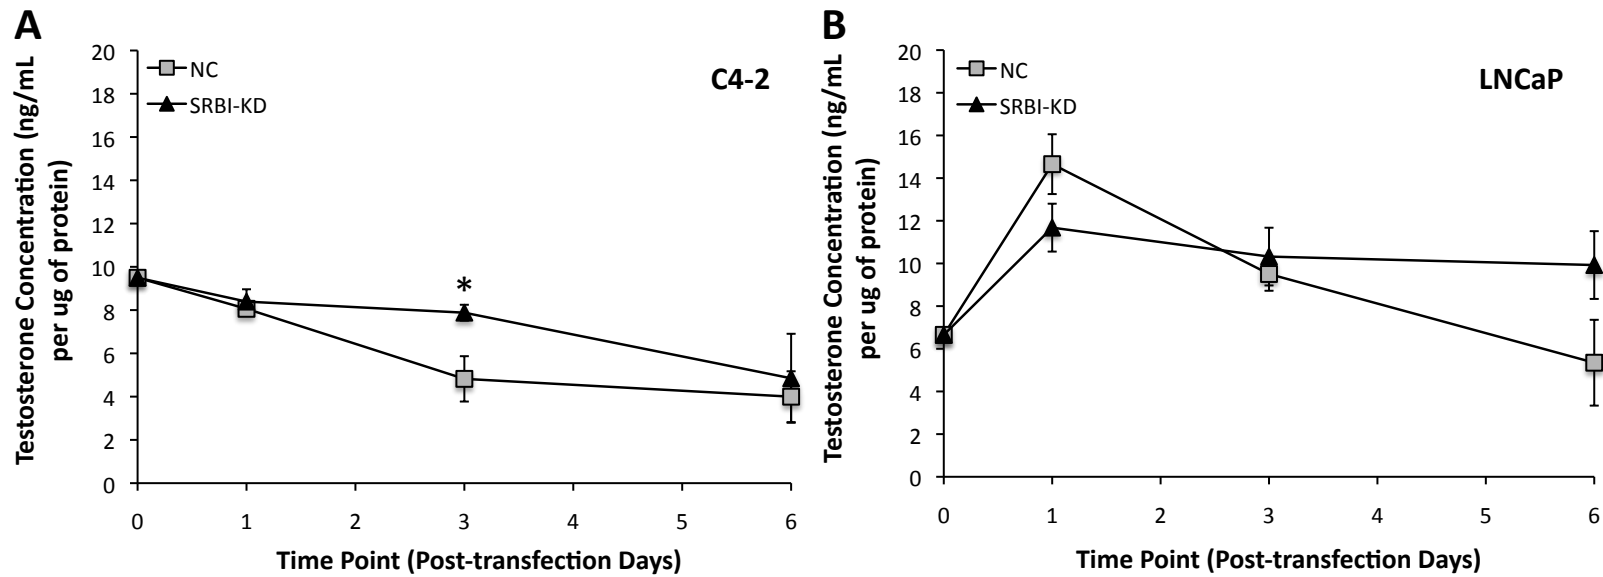 A
Testosterone Concentration (ng/mL
per ug of protein)
20
18
16
14
12
10
8
6
4
2
0
NC
SRBI-KD
C4-2
*
0 1 2 3 4 5 6
Time Point (Post-transfection Days)
B
Testosterone Concentration (ng/mL
per ug of protein)
20
18
16
14
12
10
8
6
4
2
0
NC
SRBI-KD
LNCaP
0 1 2 3 4 5 6
Time Point (Post-transfection Days)